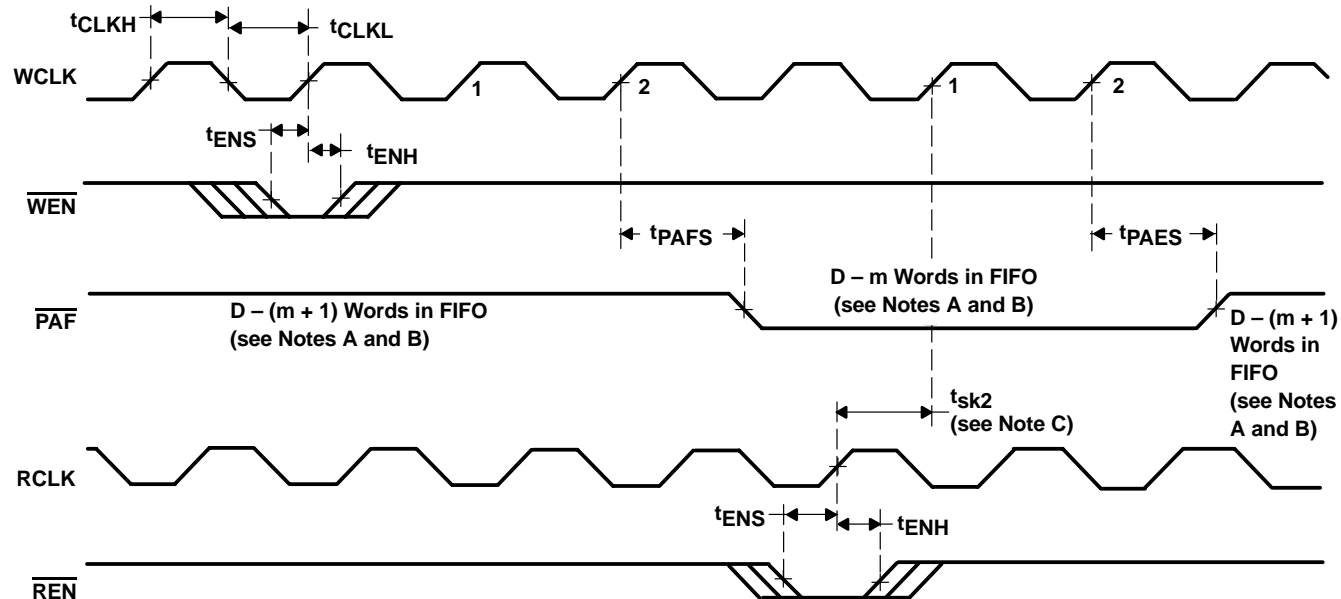 tCLKH
tCLKL
WCLK
1
2
1
2
tENS
tENH
WEN
tPAFS
tPAES
D – m Words in FIFO
(see Notes A and B)
PAF
D – (m + 1) Words in FIFO
(see Notes A and B)
D – (m + 1)
Words in
FIFO
(see Notes
A and B)
tsk2
(see Note C)
RCLK
tENS
tENH
REN